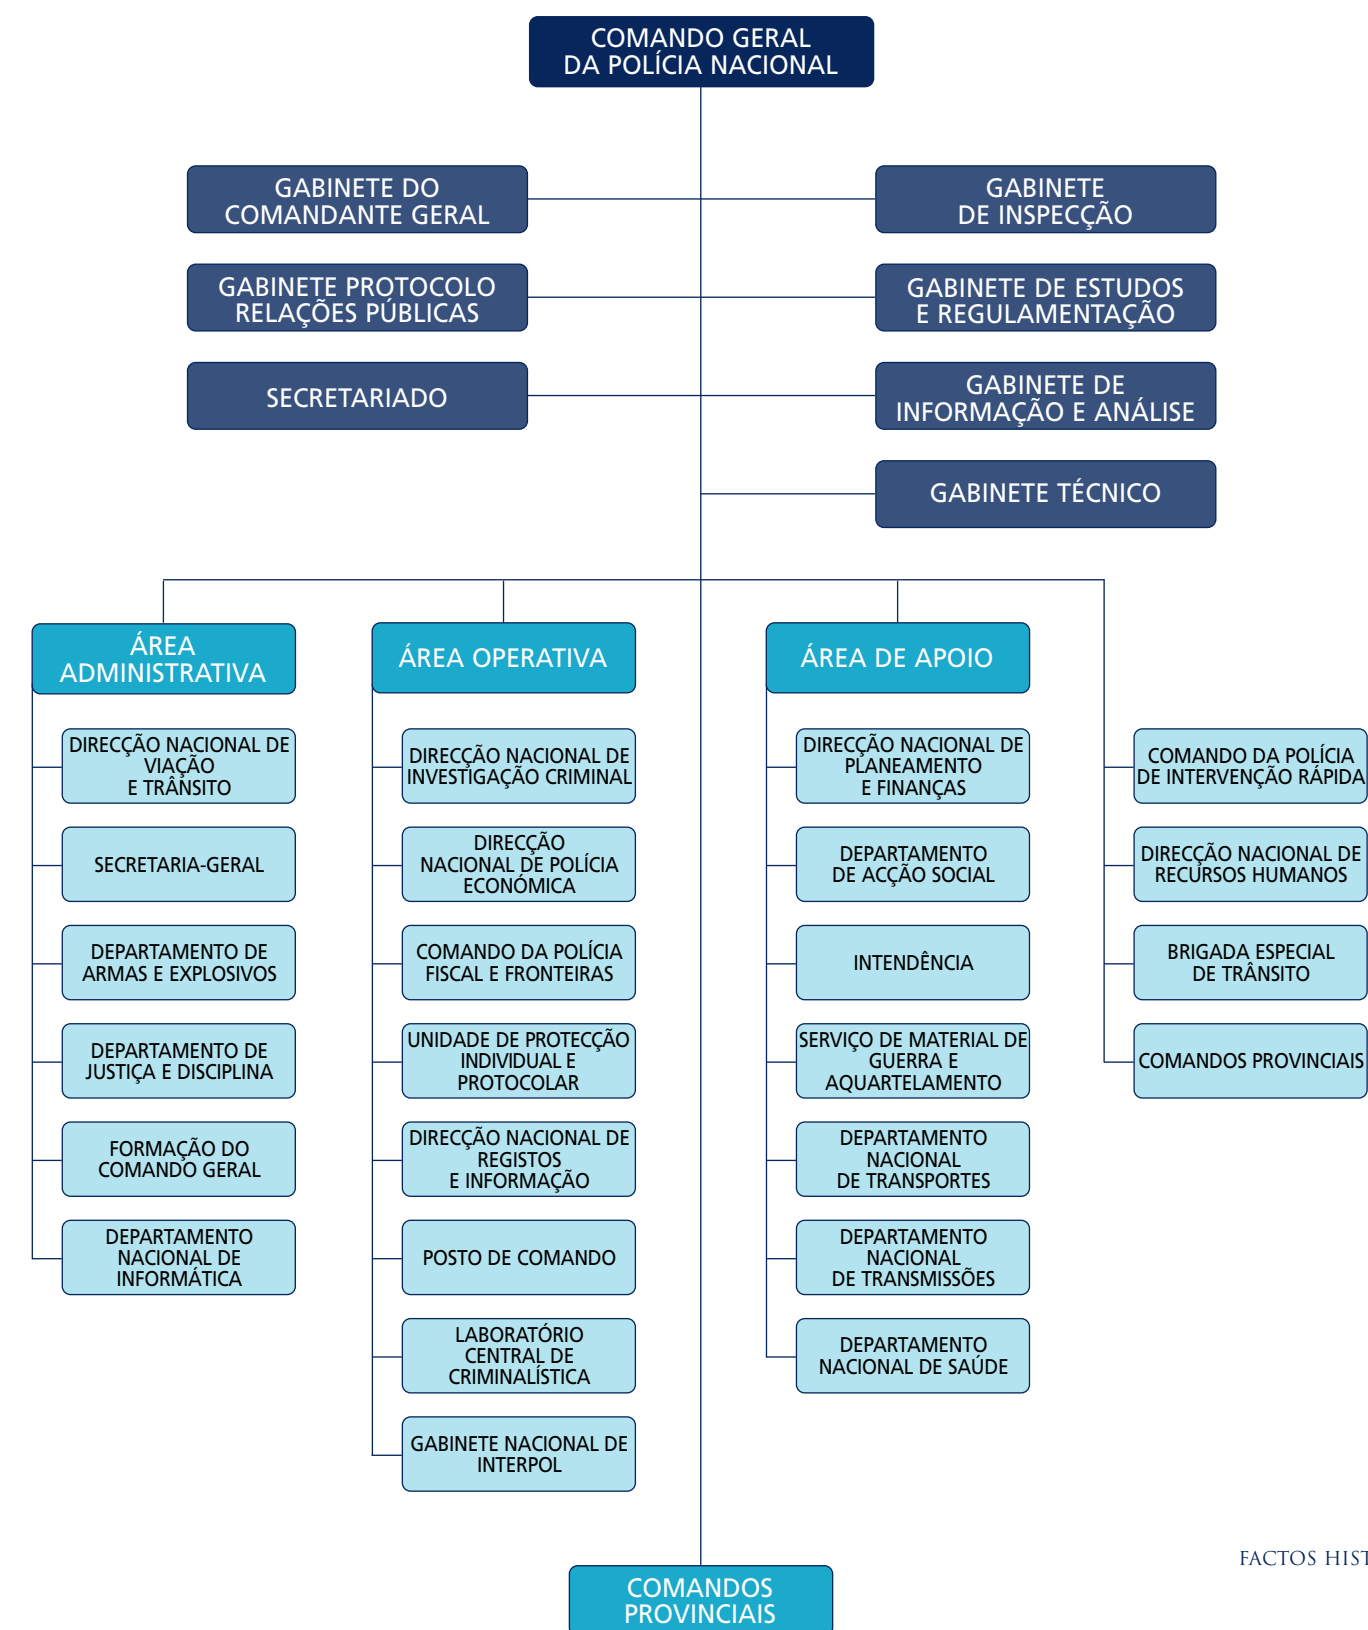 COMANDO GERAL
DA POLÍCIA NACIONAL
GABINETE DO
COMANDANTE GERAL
GABINETE
DE INSPECÇÃO
GABINETE PROTOCOLO
RELAÇÕES PÚBLICAS
GABINETE DE ESTUDOS
E REGULAMENTAÇÃO
SECRETARIADO
GABINETE DE
INFORMAÇÃO E ANÁLISE
GABINETE TÉCNICO
ÁREA
ADMINISTRATIVA
DIRECÇÃO NACIONAL DE
VIAÇÃO
E TRÂNSITO
SECRETARIA-GERAL
DEPARTAMENTO DE
ARMAS E EXPLOSIVOS
DEPARTAMENTO DE
JUSTIÇA E DISCIPLINA
FORMAÇÃO DO
COMANDO GERAL
DEPARTAMENTO
NACIONAL DE
INFORMÁTICA
ÁREA OPERATIVA
DIRECÇÃO NACIONAL DE
INVESTIGAÇÃO CRIMINAL
DIRECÇÃO
NACIONAL DE POLÍCIA
ECONÓMICA
COMANDO DA POLÍCIA
FISCAL E FRONTEIRAS
UNIDADE DE PROTECÇÃO
INDIVIDUAL E
PROTOCOLAR
DIRECÇÃO NACIONAL DE
REGISTOS
E INFORMAÇÃO
POSTO DE COMANDO
LABORATÓRIO
CENTRAL DE
CRIMINALÍSTICA
GABINETE NACIONAL DE
INTERPOL
ÁREA DE APOIO
DIRECÇÃO NACIONAL DE
PLANEAMENTO
E FINANÇAS
DEPARTAMENTO
DE ACÇÃO SOCIAL
INTENDÊNCIA
SERVIÇO DE MATERIAL DE
GUERRA E
AQUARTELAMENTO
DEPARTAMENTO
NACIONAL
DE TRANSPORTES
DEPARTAMENTO
NACIONAL
DE TRANSMISSÕES
DEPARTAMENTO
NACIONAL DE SAÚDE
COMANDO DA POLÍCIA
DE INTERVENÇÃO RÁPIDA
DIRECÇÃO NACIONAL DE
RECURSOS HUMANOS
BRIGADA ESPECIAL
DE TRÂNSITO
COMANDOS PROVINCIAIS
FACTOS
COMANDOS
PROVINCIAIS